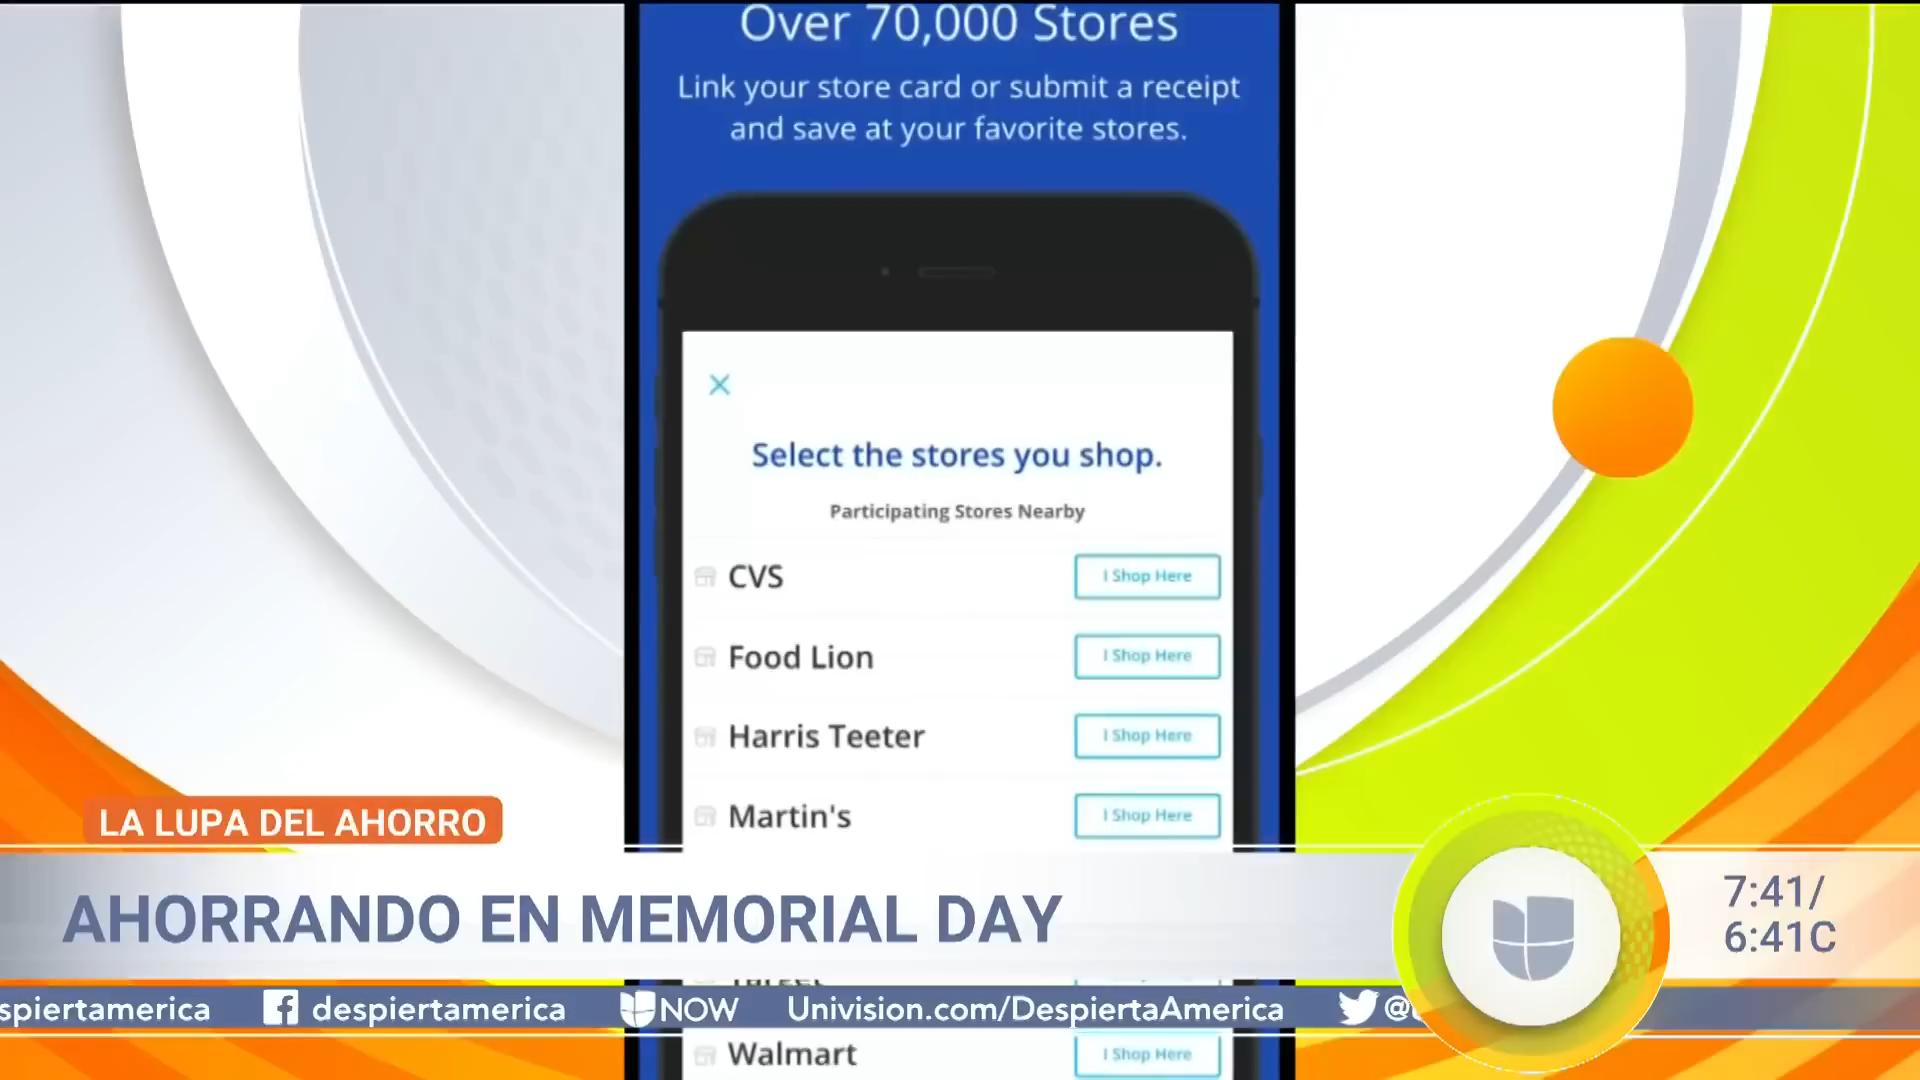 Over 70,000 Stores
Link your store card or submit a receipt
and save at your favorite stores.
Select the stores you shop.
Participating Stores Nearby
CVS
I Shop Here
Food Lion
I Shop Here
Harris Teeter
I Shop Here
Martin's
I Shop Here
LA LUPA DEL AHORRO
AHORRANDO EN MEMORIAL DAY
7:41/
6:41C
spiertamerica despiertamerica NOW Univision.com/DespiertaAmerica @
Walmart
I Shop Here